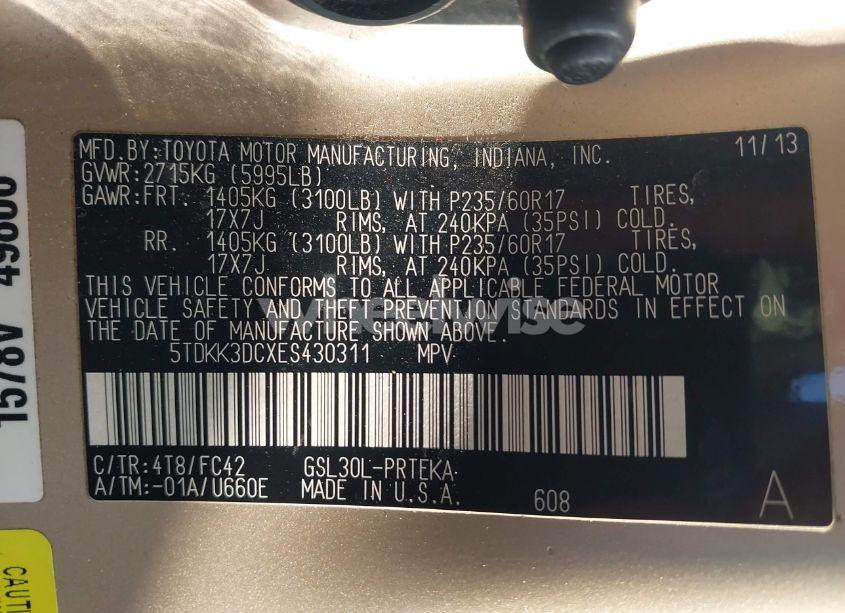 MFD.BY:TOYOTA MOTOR MANUFACTURING, INDIANA, INC. 11/13
GVWR:2715KG (5995LB)
GAWR:FRT. 1405KG (3100LB) WITH P235/60R17 TIRES,
17X7J RIMS, AT 240KPA (35PSI) COLD.
RR. 1405KG (3100LB) WITH P235/60R17 TIRES,
17X7J RIMS, AT 240KPA (35PSI) COLD.
THIS VEHICLE CONFORMS TO ALL APPLICABLE FEDERAL MOTOR
VEHICLE SAFETY AND THEFT PREVENTION STANDARDS IN EFFECT ON
THE DATE OF MANUFACTURE SHOWN ABOVE.
5TDKK3DCXES430311 MPV
C/TR:4T8/FC42 GSL30L-PRTEKA
A/TM:-01A/U660E MADE IN U.S.A.
608 A
wheelwise
CAUTI